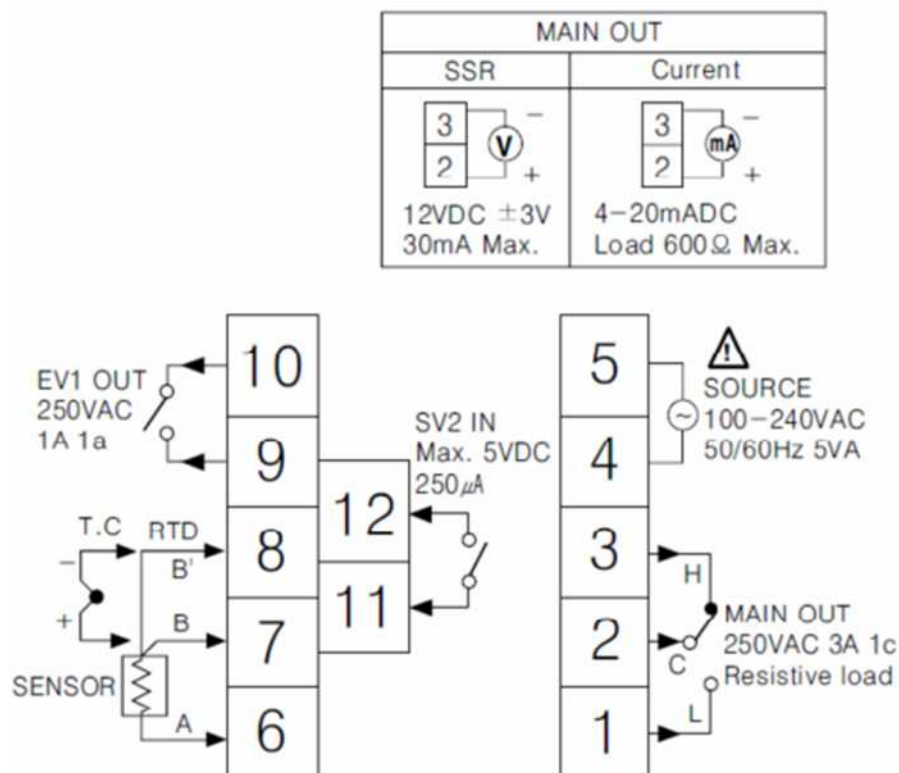 MAIN OUT
SSR
Current
3
2
V
−
+
3
2
mA
−
+
12VDC ±3V
30mA Max.
4−20mADC
Load 600Ω Max.
EV1 OUT
250VAC
1A 1a
10
9
8
7
6
T.C
RTD
B'
−
+
B
SENSOR
A
SV2 IN
Max. 5VDC
250㎂
12
11
5
4
3
2
1
SOURCE
100−240VAC
50/60Hz 5VA
!
~
H
C
L
MAIN OUT
250VAC 3A 1c
Resistive load